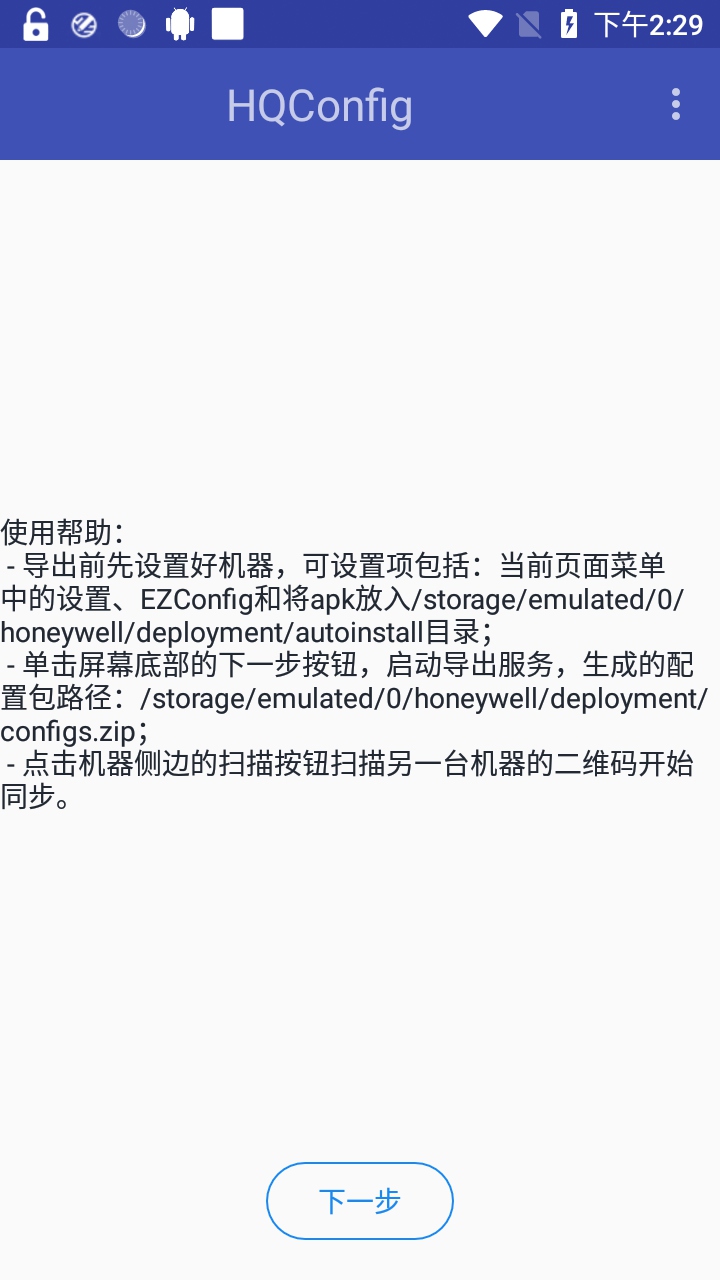 下午2:29
HQConfig
使用帮助：
- 导出前先设置好机器，可设置项包括：当前页面菜单
中的设置、EZConfig和将apk放入/storage/emulated/0/
honeywell/deployment/autoinstall目录；
- 单击屏幕底部的下一步按钮，启动导出服务，生成的配
置包路径：/storage/emulated/0/honeywell/deployment/
configs.zip；
- 点击机器侧边的扫描按钮扫描另一台机器的二维码开始
同步。
下一步